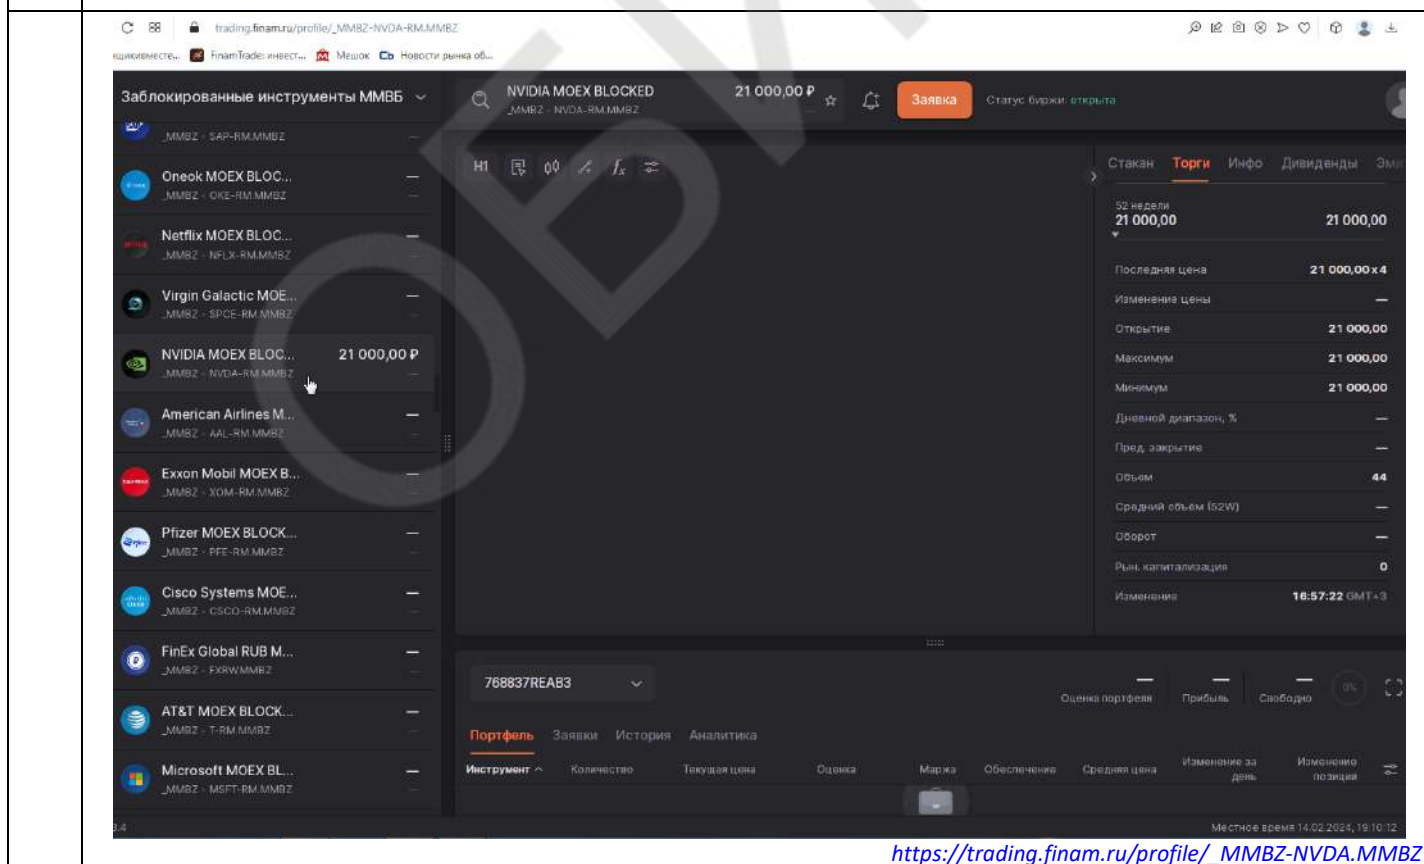 trading.finam.ru/profile/_MMBZ-NVDA-RM.MMBZ
FinamTrade: инвест... Мешок Новости рынка об...
Заблокированные инструменты ММВБ
NVIDIA MOEX BLOCKED 21 000,00 ₽ Заявка Статус биржи: открыта
_MMBZ - NVDA-RM.MMBZ
_MMBZ - SAP-RM.MMBZ —
H1
Стакан Торги Инфо Дивиденды
Oneok MOEX BLOC... —
_MMBZ - OKE-RM.MMBZ —
Netflix MOEX BLOC... —
_MMBZ - NFLX-RM.MMBZ —
Virgin Galactic MOE... —
_MMBZ - SPCE-RM.MMBZ —
NVIDIA MOEX BLOC... 21 000,00 ₽
_MMBZ - NVDA-RM.MMBZ —
American Airlines M... —
_MMBZ - AAL-RM.MMBZ —
Exxon Mobil MOEX B... —
_MMBZ - XOM-RM.MMBZ —
Pfizer MOEX BLOCK... —
_MMBZ - PFE-RM.MMBZ —
Cisco Systems MOE... —
_MMBZ - CSCO-RM.MMBZ —
FinEx Global RUB M... —
_MMBZ - FXRW.MMBZ —
AT&T MOEX BLOCK... —
_MMBZ - T-RM.MMBZ —
Microsoft MOEX BL... —
_MMBZ - MSFT-RM.MMBZ —
52 недели
21 000,00 21 000,00
Последняя цена 21 000,00 x 4
Изменение цены —
Открытие 21 000,00
Максимум 21 000,00
Минимум 21 000,00
Дневной диапазон, % —
Пред. закрытие —
Объем 44
Средний объем (52W) —
Оборот —
Рын. капитализация 0
Изменение 16:57:22 GMT+3
768837REAB3
— — — 0%
Оценка портфеля Прибыль Свободно
Портфель Заявки История Аналитика
Инструмент Количество Текущая цена Оценка Маржа Обеспечение Средняя цена Изменение за день Изменение позиции
Местное время 14.02.2024, 19:10:12
https://trading.finam.ru/profile/_MMBZ-NVDA.MMBZ